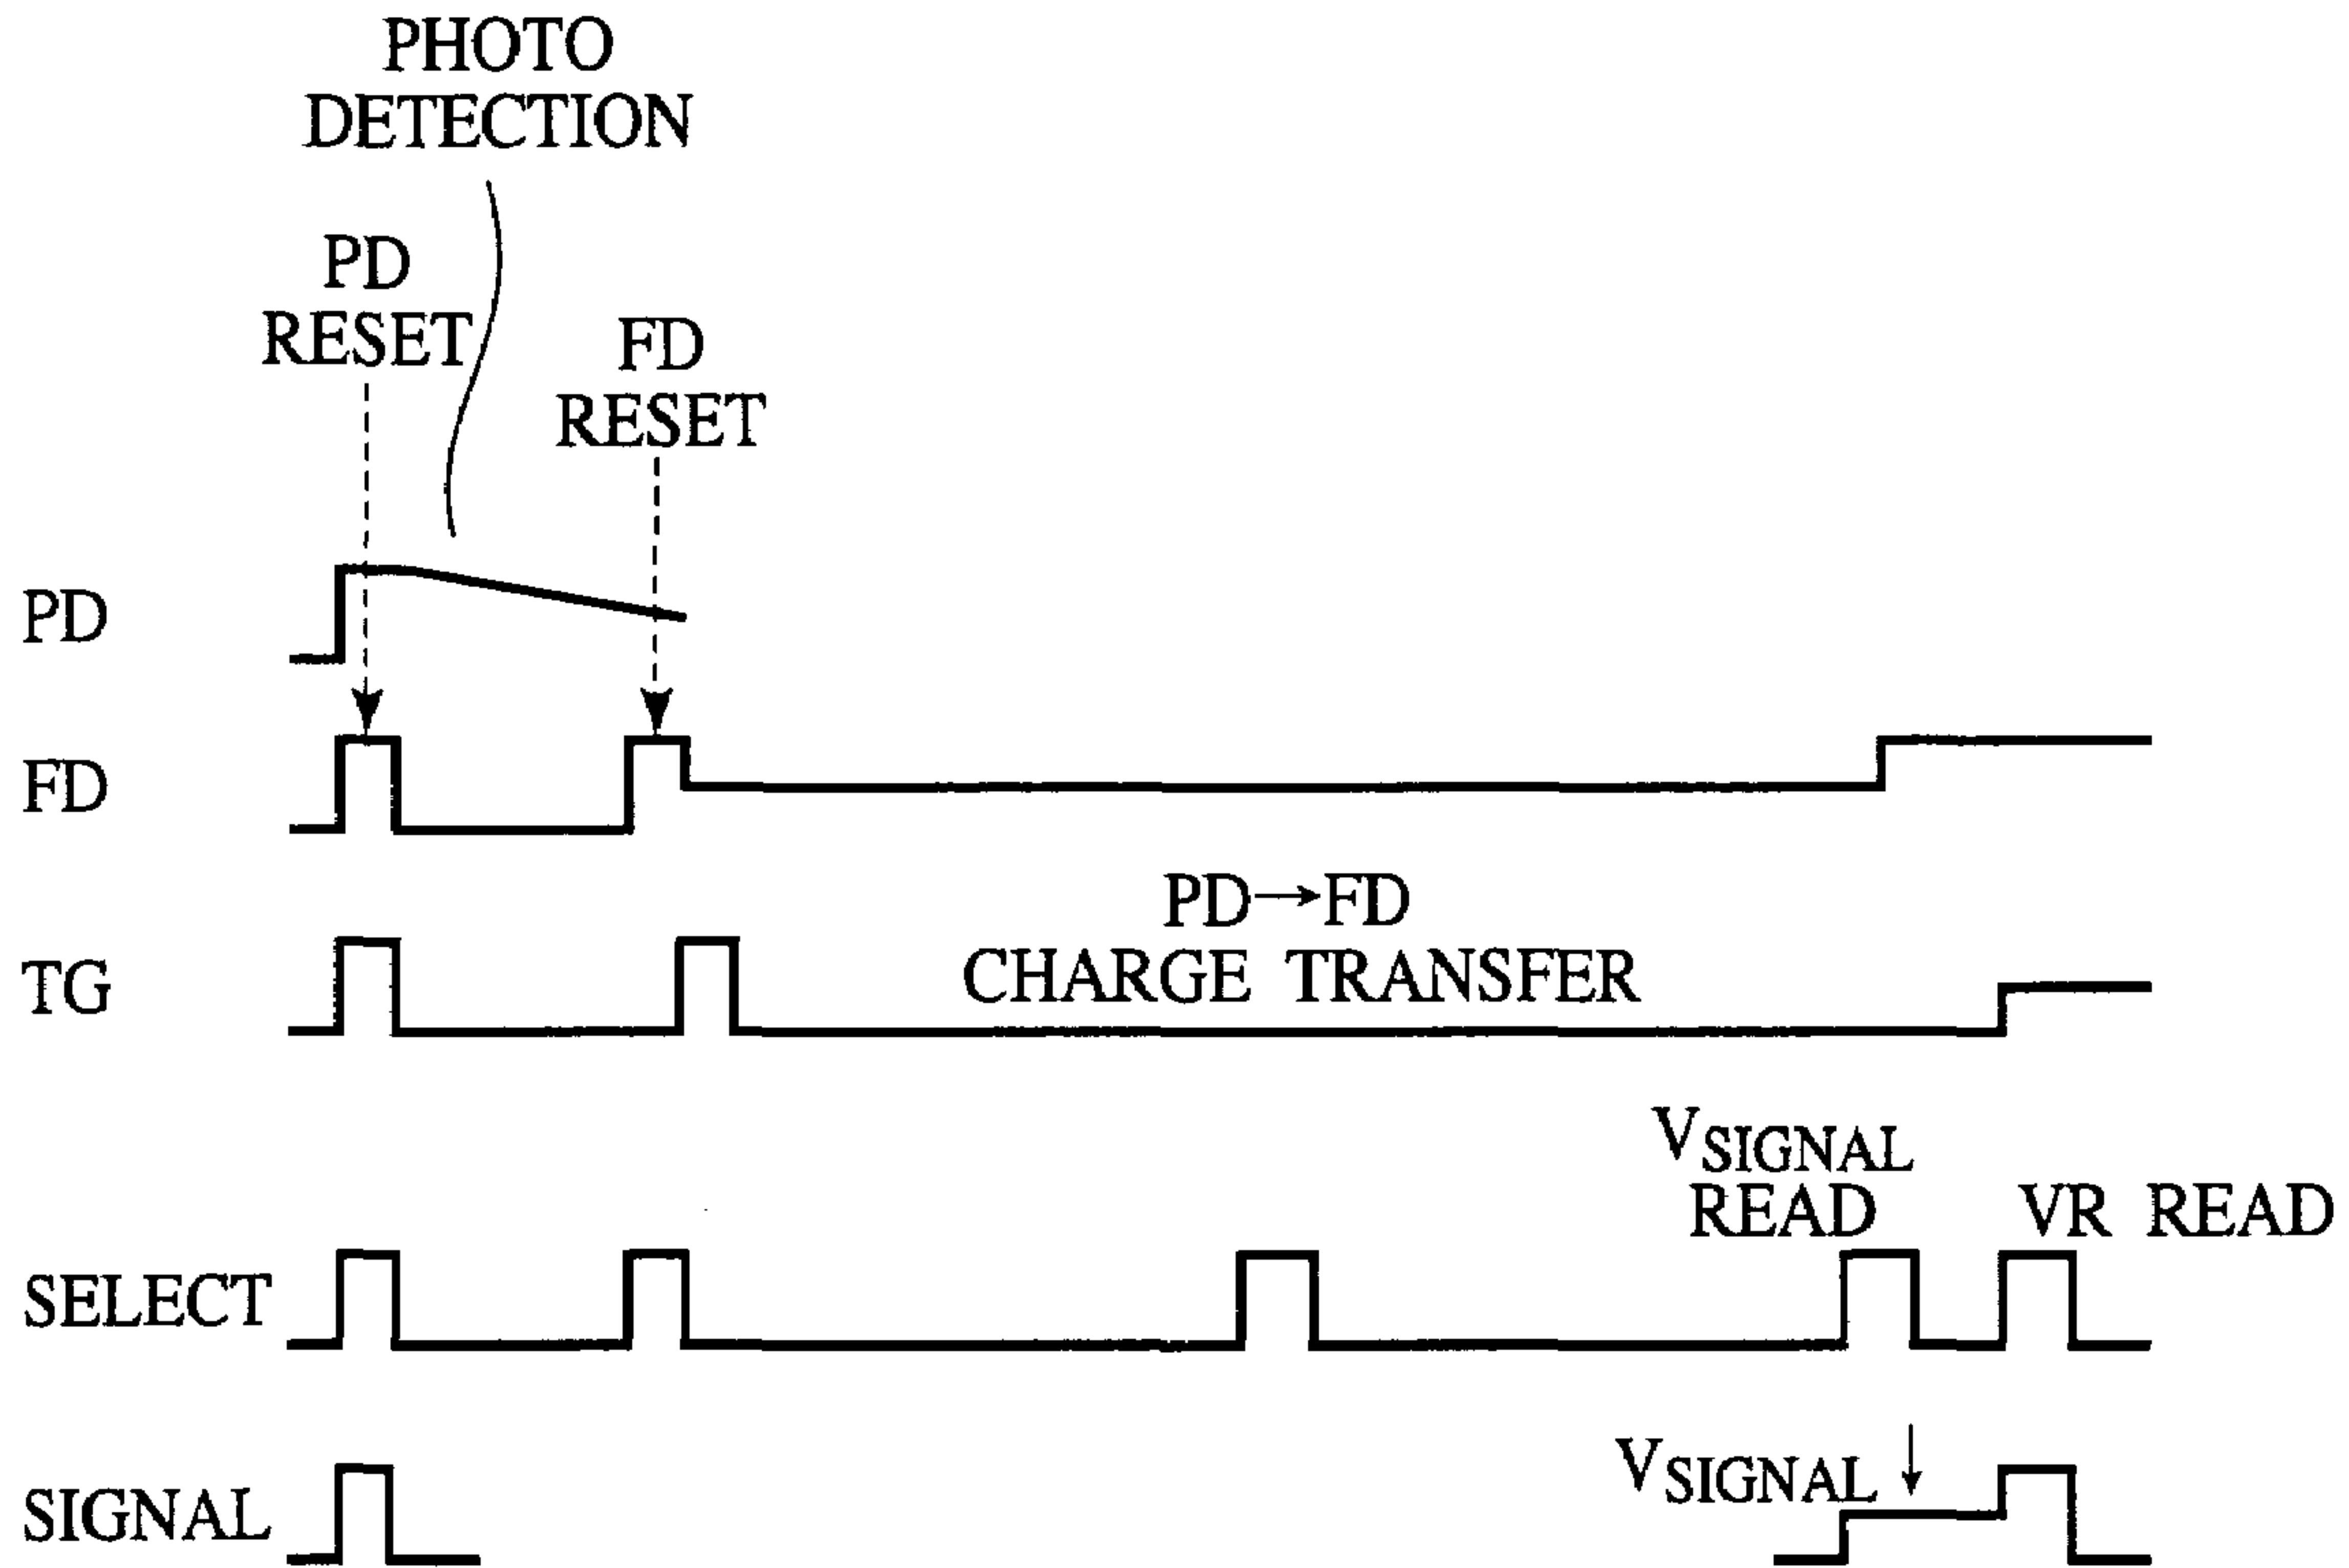 PHOTO
DETECTION
PD
RESET
FD
RESET
PD
FD
PD→FD
TG
CHARGE TRANSFER
VSIGNAL
READ
VR READ
SELECT
VSIGNAL
SIGNAL